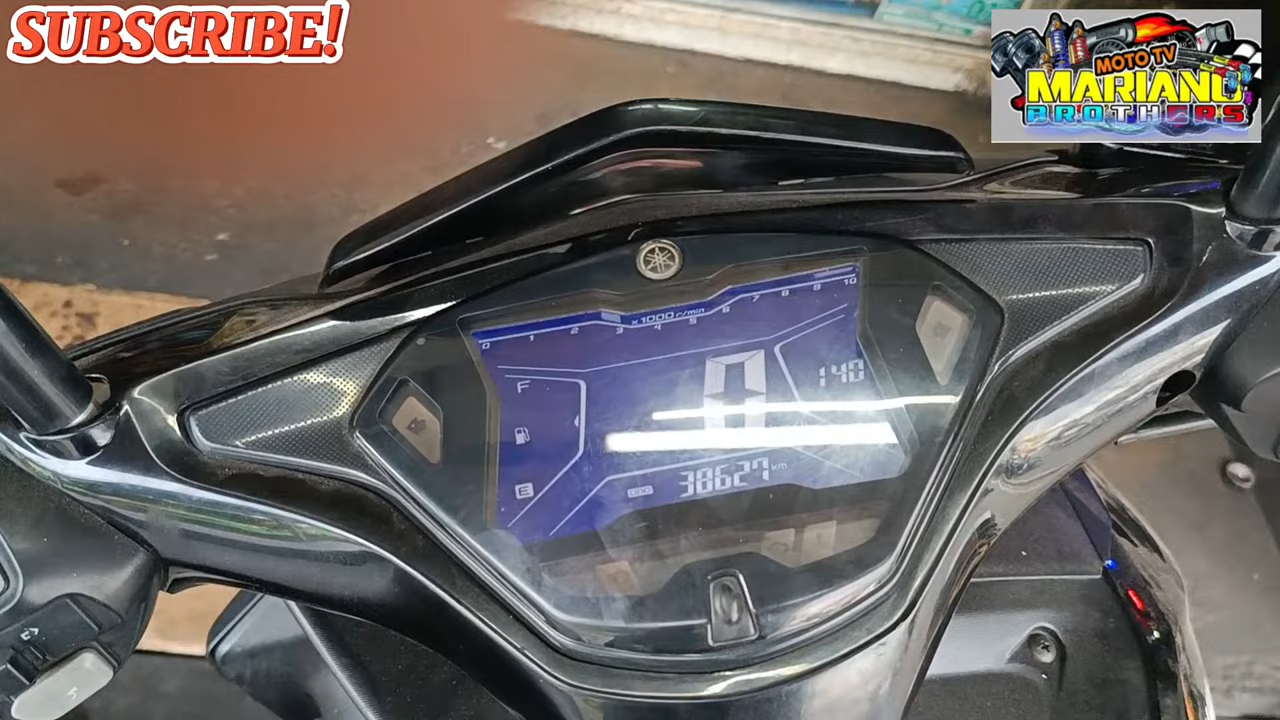 SUBSCRIBE!
MOTO TV
MARIANO
BROTHERS
0 1 2 3 4 5 6 7 8 9 10
x1000 r/min
F
0
140
E
ODO 38627 km